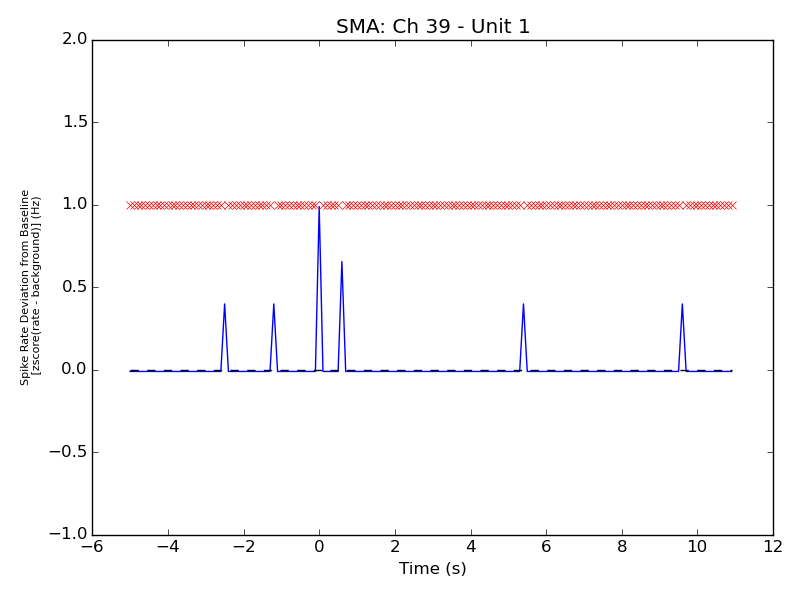 SMA: Ch 39 - Unit 1
2.0
1.5
1.0
0.5
0.0
−0.5
−1.0
Spike Rate Deviation from Baseline
[zscore(rate - background)] (Hz)
−6 −4 −2 0 2 4 6 8 10 12
Time (s)